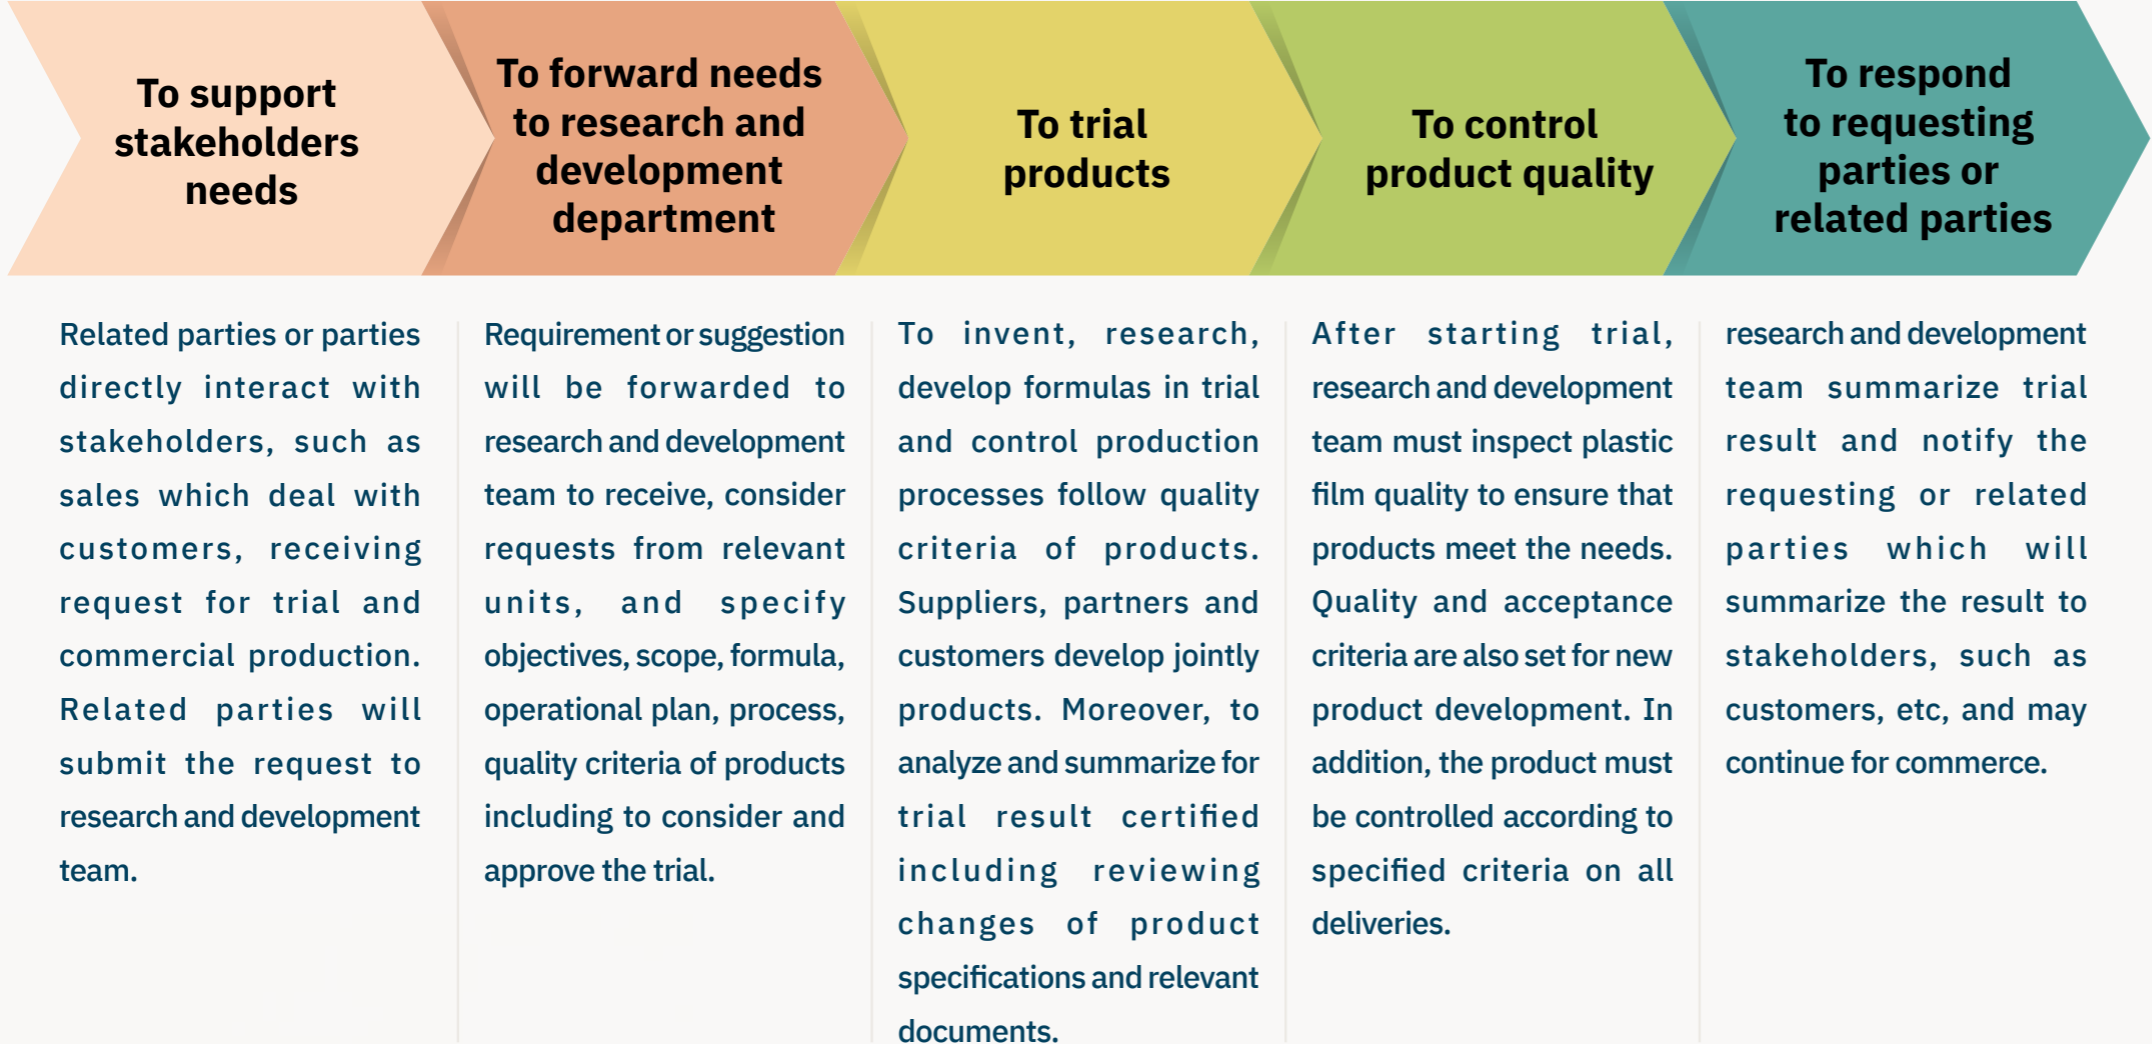 To support
stakeholders
needs
To forward needs
to research and
development
department
To trial
products
To control
product quality
To respond
to requesting
parties or
related parties
Related parties or parties
directly interact with
stakeholders, such as
sales which deal with
customers, receiving
request for trial and
commercial production.
Related parties will
submit the request to
research and development
team.
Requirement or suggestion
will be forwarded to
research and development
team to receive, consider
requests from relevant
units, and specify
objectives, scope, formula,
operational plan, process,
quality criteria of products
including to consider and
approve the trial.
To invent, research,
develop formulas in trial
and control production
processes follow quality
criteria of products.
Suppliers, partners and
customers develop jointly
products. Moreover, to
analyze and summarize for
trial result certified
including reviewing
changes of product
specifications and relevant
documents.
After starting trial,
research and development
team must inspect plastic
film quality to ensure that
products meet the needs.
Quality and acceptance
criteria are also set for new
product development. In
addition, the product must
be controlled according to
specified criteria on all
deliveries.
research and development
team summarize trial
result and notify the
requesting or related
parties which will
summarize the result to
stakeholders, such as
customers, etc, and may
continue for commerce.